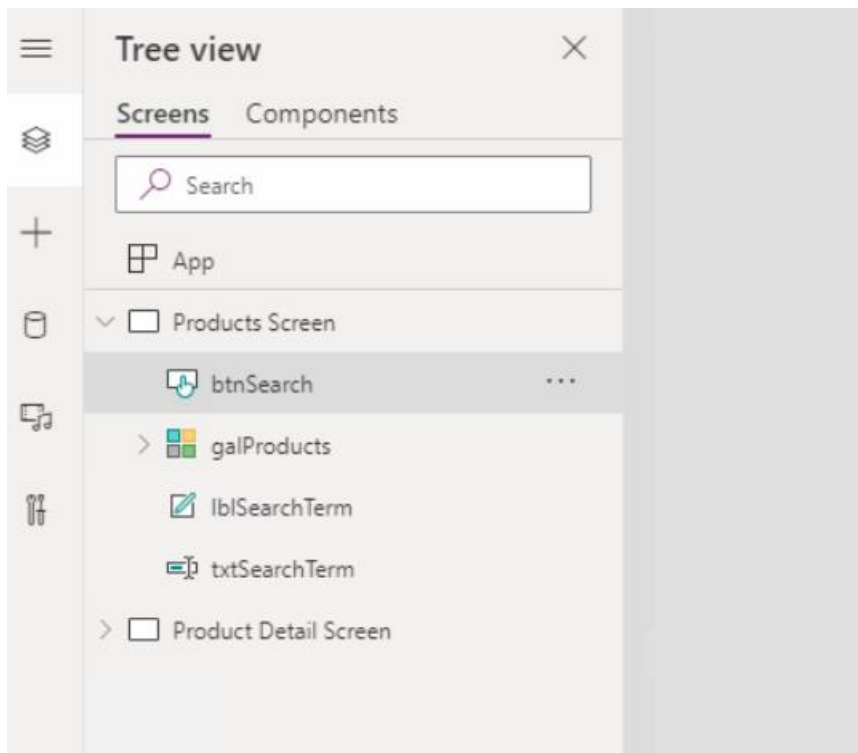 Tree view
Screens Components
Search
App
Products Screen
btnSearch
galProducts
lblSearchTerm
txtSearchTerm
Product Detail Screen